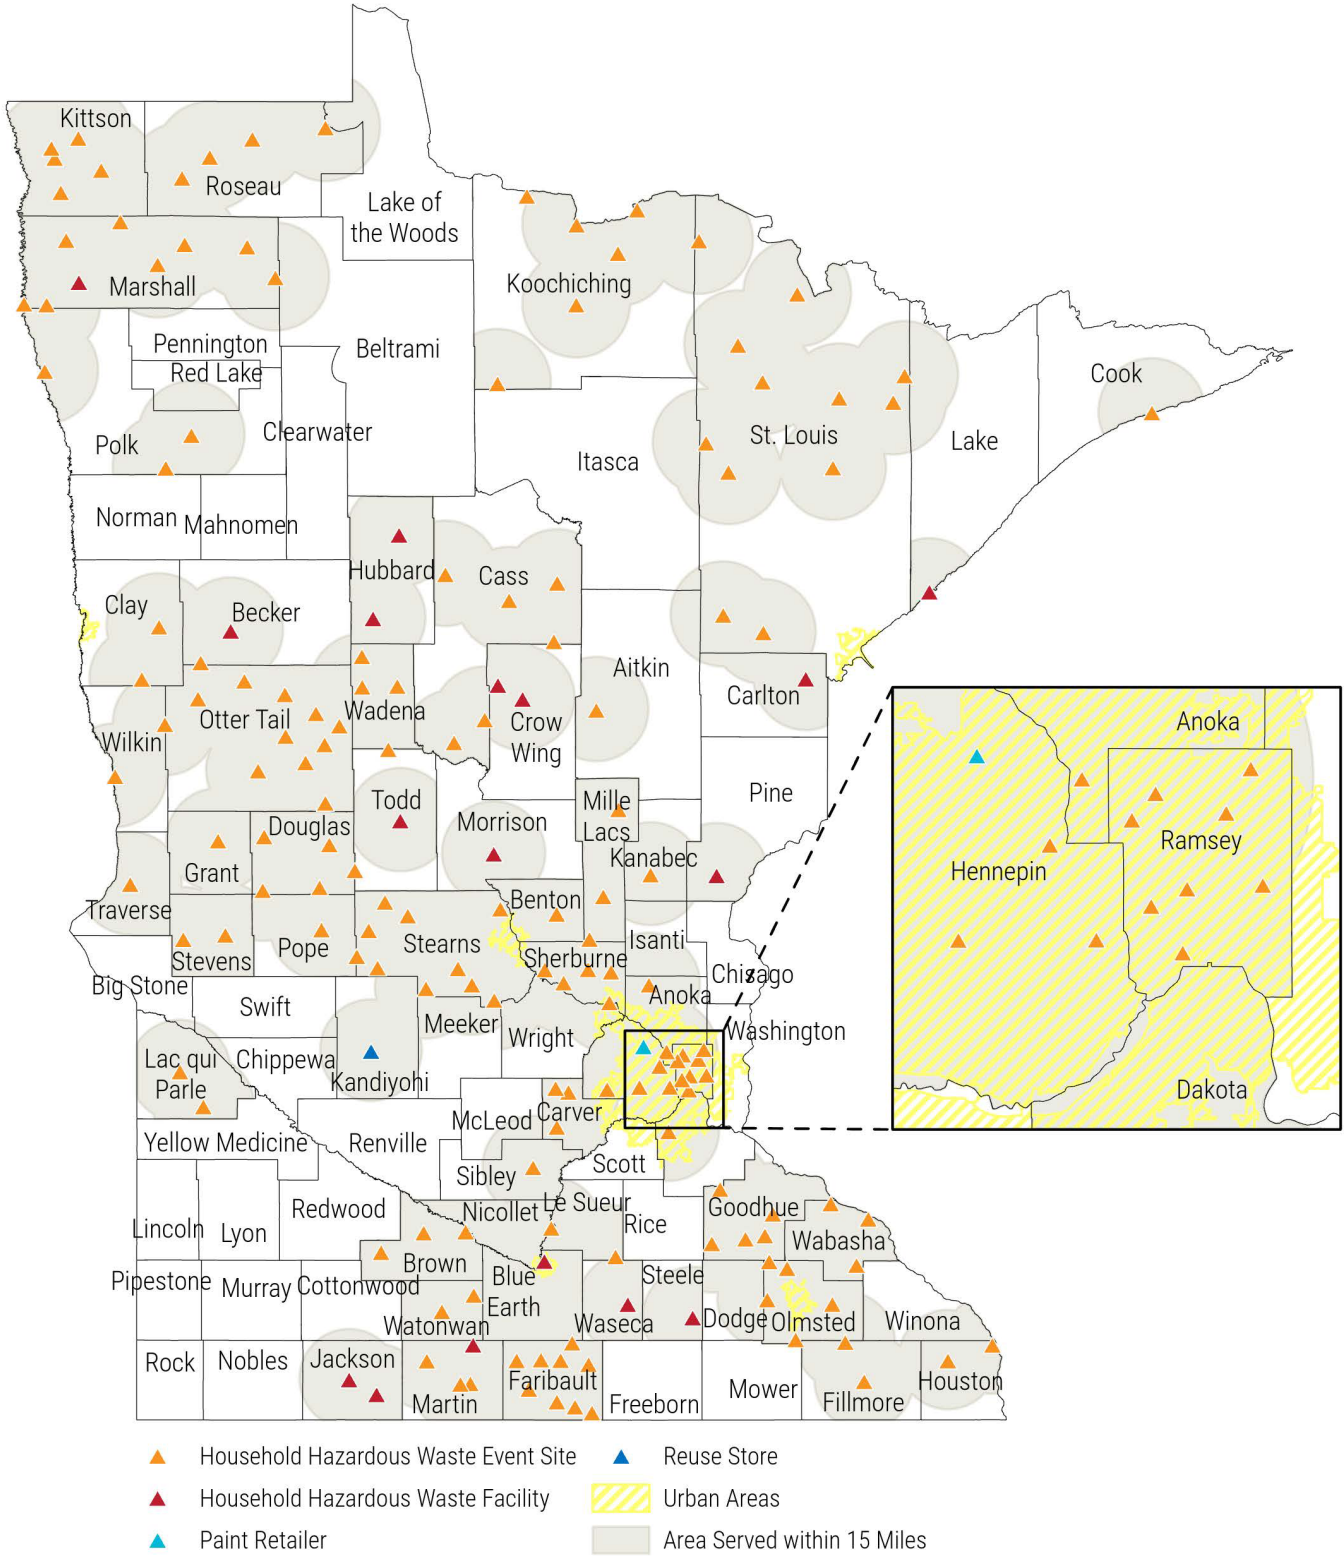 Kittson
Roseau
Lake of
the Woods
Koochiching
Marshall
Pennington
Red Lake
Beltrami
Cook
Clearwater
Polk
St. Louis
Lake
Itasca
Norman
Mahnomen
Hubbard
Cass
Clay
Becker
Aitkin
Carlton
Wadena
Otter Tail
Crow
Wing
Wilkin
Anoka
Pine
Todd
Mille
Lacs
Morrison
Douglas
Ramsey
Kanabec
Grant
Hennepin
Benton
Traverse
Isanti
Stearns
Pope
Stevens
Sherburne
Chisago
Big Stone
Anoka
Swift
Meeker
Washington
Wright
Lac qui
Parle
Chippewa
Kandiyohi
Dakota
Carver
McLeod
Yellow Medicine
Renville
Scott
Sibley
Le Sueur
Redwood
Nicollet
Goodhue
Rice
Lincoln
Lyon
Wabasha
Brown
Steele
Blue
Earth
Pipestone
Murray
Cottonwood
Watonwan
Waseca
Dodge
Olmsted
Winona
Rock
Nobles
Jackson
Faribault
Houston
Mower
Martin
Freeborn
Fillmore
Household Hazardous Waste Event Site
Reuse Store
Household Hazardous Waste Facility
Urban Areas
Paint Retailer
Area Served within 15 Miles